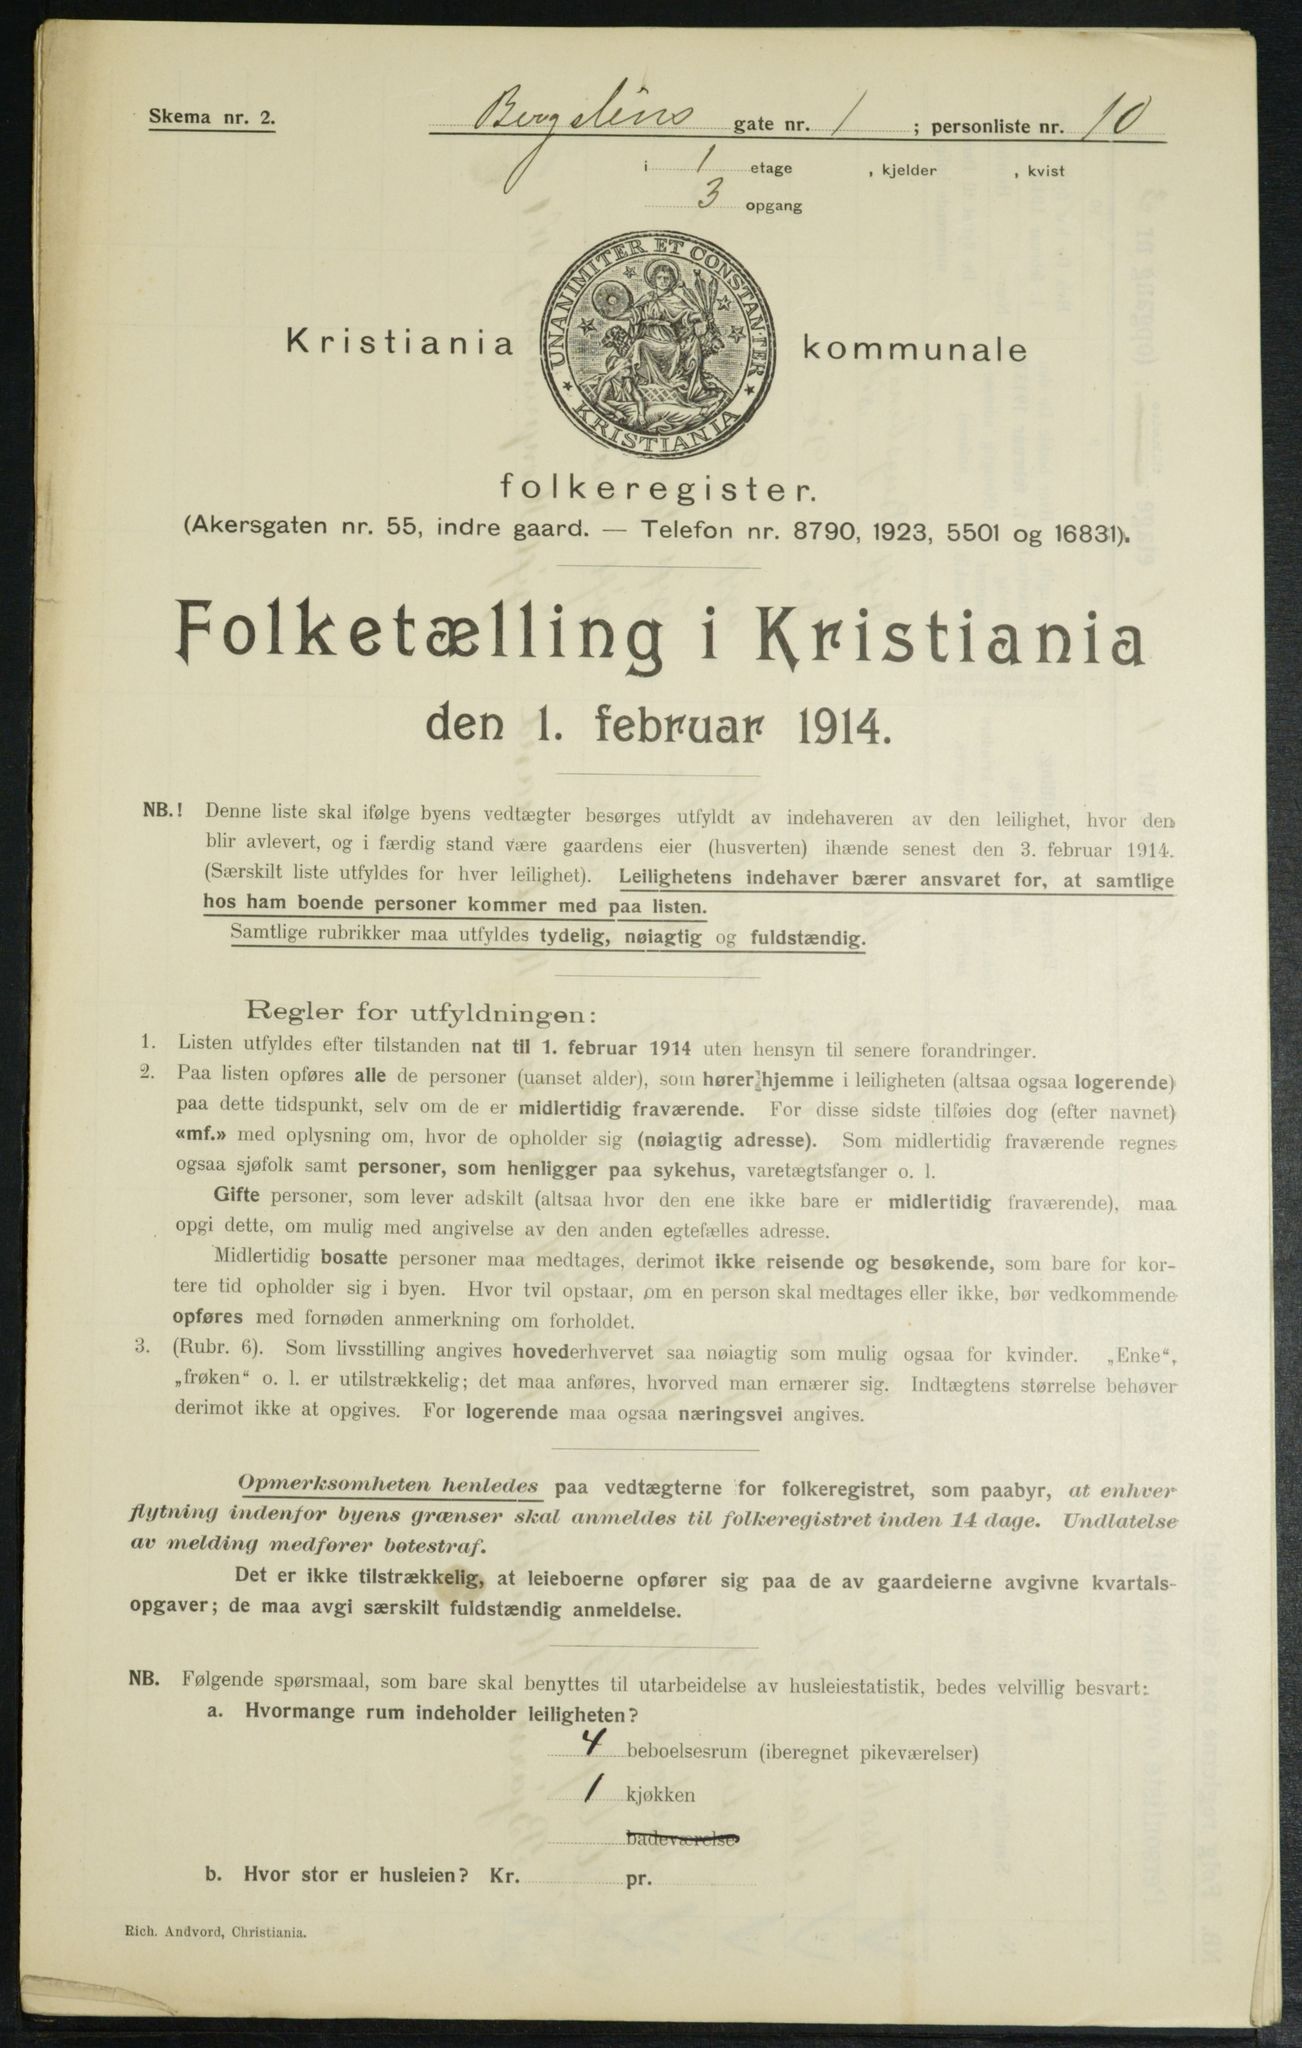 Skema nr. 2.
Bergsliens gate nr. 1 ; personliste nr. 10
i 1 etage , kjelder , kvist
3 opgang
UNANIMITER ET CONSTANTER
KRISTIANIA
Kristiania kommunale
folkeregister.
(Akersgaten nr. 55, indre gaard. — Telefon nr. 8790, 1923, 5501 og 16831).
Folketælling i Kristiania
den 1. februar 1914.
NB.! Denne liste skal ifølge byens vedtægter besørges utfyldt av indehaveren av den leilighet, hvor den
blir avlevert, og i færdig stand være gaardens eier (husverten) ihænde senest den 3. februar 1914.
(Særskilt liste utfyldes for hver leilighet). Leilighetens indehaver bærer ansvaret for, at samtlige
hos ham boende personer kommer med paa listen.
Samtlige rubrikker maa utfyldes tydelig, nøiagtig og fuldstændig.
Regler for utfyldningen:
1. Listen utfyldes efter tilstanden nat til 1. februar 1914 uten hensyn til senere forandringer.
2. Paa listen opføres alle de personer (uanset alder), som hører hjemme i leiligheten (altsaa ogsaa logerende)
paa dette tidspunkt, selv om de er midlertidig fraværende. For disse sidste tilføies dog (efter navnet)
«mf.» med oplysning om, hvor de opholder sig (nøiagtig adresse). Som midlertidig fraværende regnes
ogsaa sjøfolk samt personer, som henligger paa sykehus, varetægtsfanger o. l.
Gifte personer, som lever adskilt (altsaa hvor den ene ikke bare er midlertidig fraværende), maa
opgi dette, om mulig med angivelse av den anden egtefælles adresse.
Midlertidig bosatte personer maa medtages, derimot ikke reisende og besøkende, som bare for kor-
tere tid opholder sig i byen. Hvor tvil opstaar, om en person skal medtages eller ikke, bør vedkommende
opføres med fornøden anmerkning om forholdet.
3. (Rubr. 6). Som livsstilling angives hovederhvervet saa nøiagtig som mulig ogsaa for kvinder. „Enke“,
„frøken“ o. l. er utilstrækkelig; det maa anføres, hvorved man ernærer sig. Indtægtens størrelse behøver
derimot ikke at opgives. For logerende maa ogsaa næringsvei angives.
Opmerksomheten henledes paa vedtægterne for folkeregistret, som paabyr, at enhver
flytning indenfor byens grænser skal anmeldes til folkeregistret inden 14 dage. Undlatelse
av melding medfører bøtestraf.
Det er ikke tilstrækkelig, at leieboerne opfører sig paa de av gaardeierne avgivne kvartals-
opgaver; de maa avgi særskilt fuldstændig anmeldelse.
NB. Følgende spørsmaal, som bare skal benyttes til utarbeidelse av husleiestatistik, bedes velvillig besvart:
a. Hvormange rum indeholder leiligheten?
4 beboelsesrum (iberegnet pikeværelser)
1 kjøkken
badeværelse
b. Hvor stor er husleien? Kr. pr.
Rich. Andvord, Christiania.